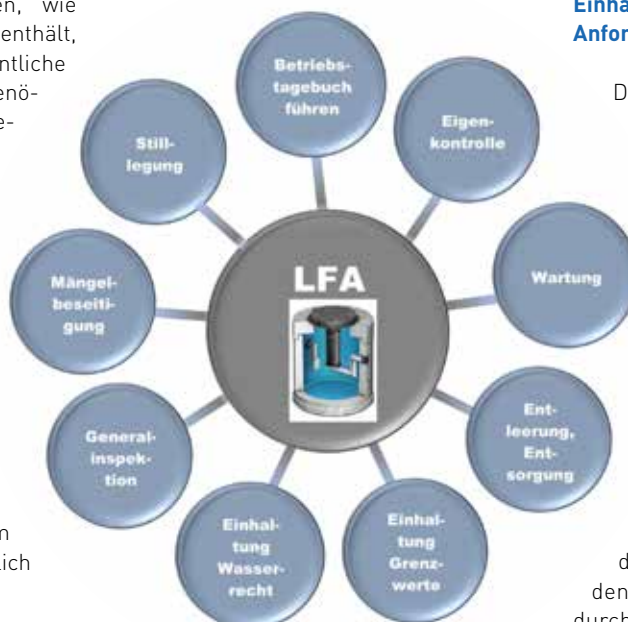 en, wie
enthält,
ntliche
enö-
e-
n
lich
Einha
Anfor
D
d
den
durch
LFA
Betriebs-
tagebuch
führen
Eigen-
kontrolle
Wartung
Ent-
leerung,
Ent-
sorgung
Einhal-
tung
Grenz-
werte
Einhal-
tung
Wasser-
recht
General-
inspek-
tion
Mängel-
beseiti-
gung
Still-
legung